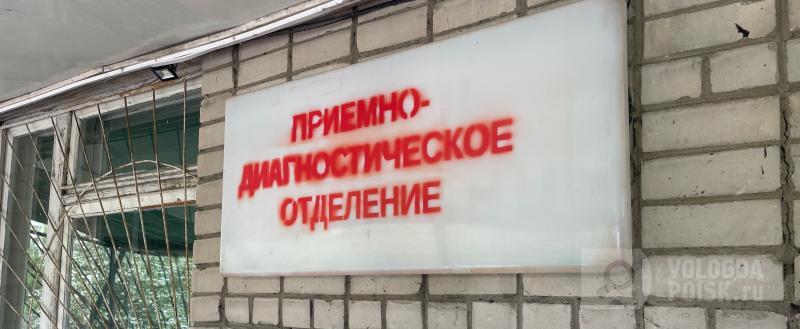 ПРИЕМНО-
ДИАГНОСТИЧЕСКОЕ
ОТДЕЛЕНИЕ
VOLOGDA
POISK.ru